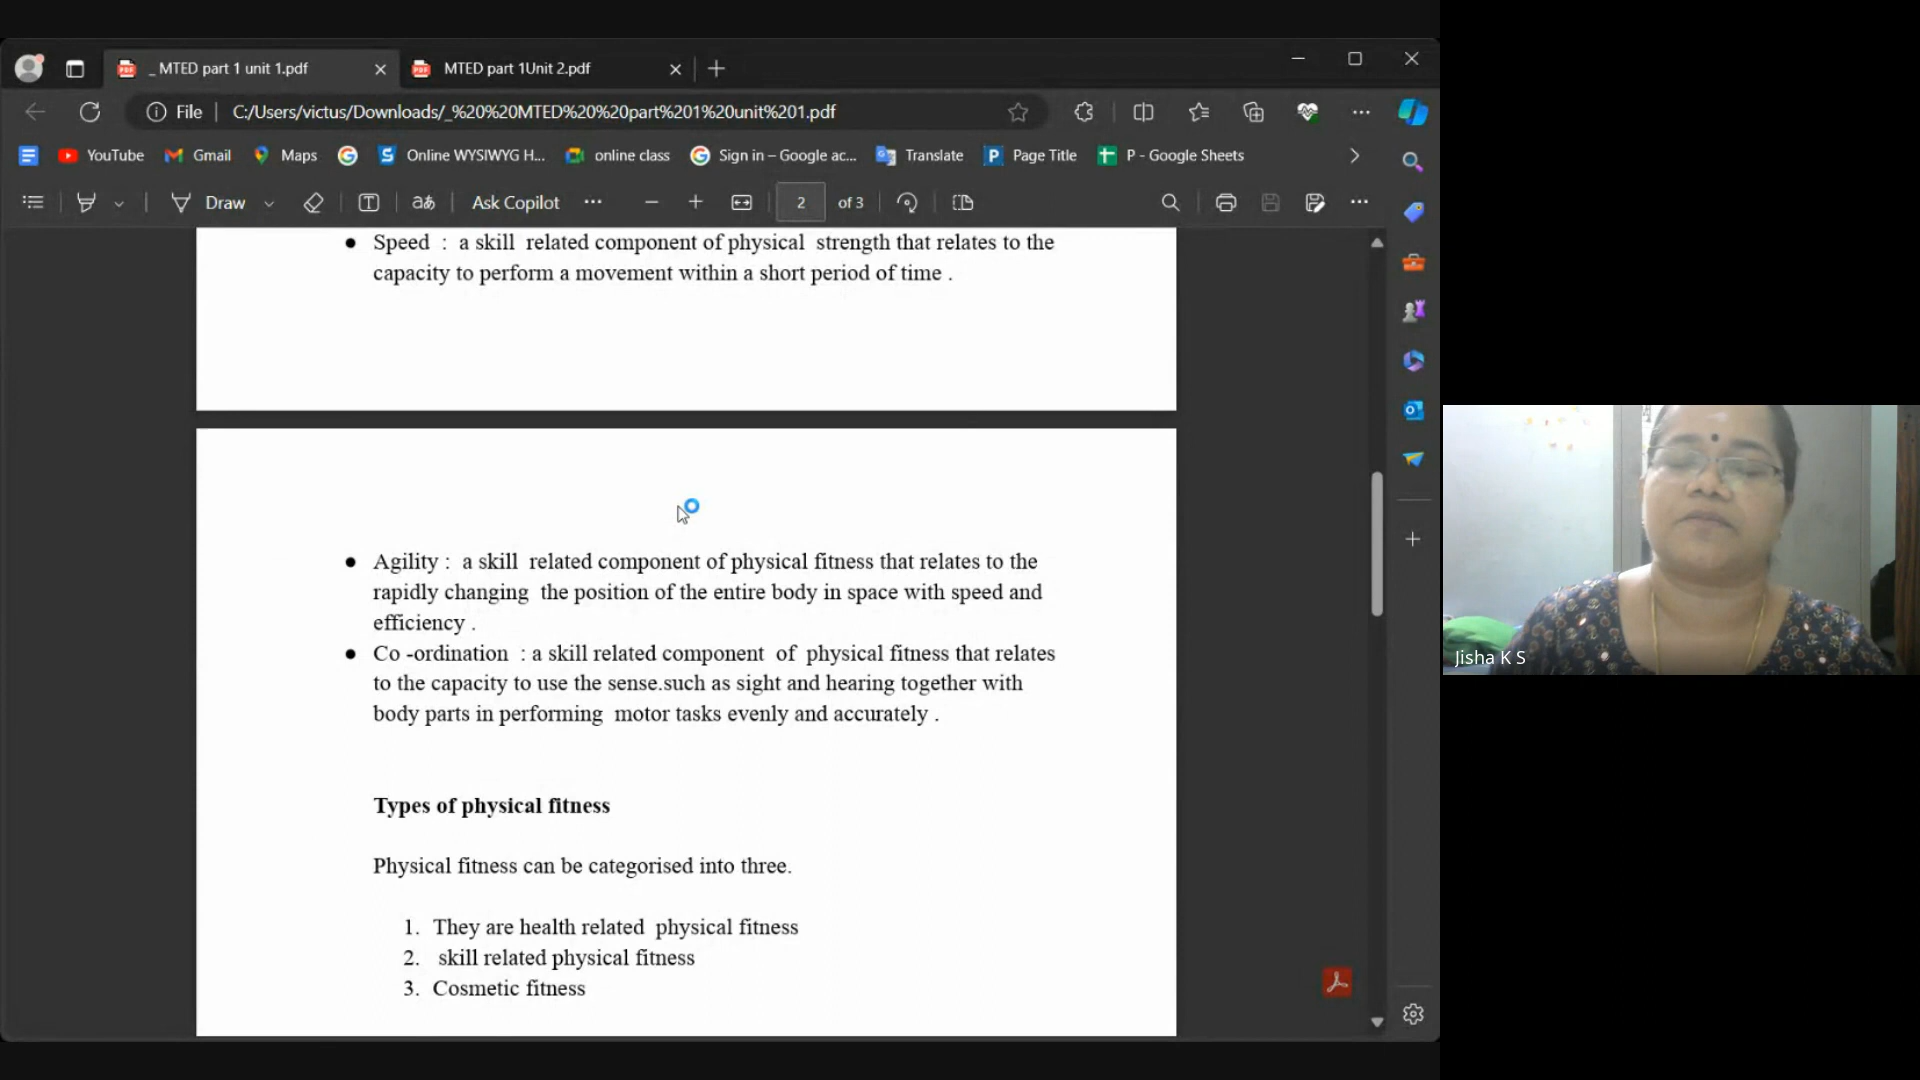 _ MTED part 1 unit 1.pdf
MTED part 1Unit 2.pdf
File
C:/Users/victus/Downloads/_%20%20MTED%20%20part%201%20unit%201.pdf
YouTube
Gmail
Maps
Online WYSIWYG H...
online class
Sign in – Google ac...
Translate
Page Title
P - Google Sheets
Draw
aあ
Ask Copilot
2
of 3
● Speed : a skill related component of physical strength that relates to the
capacity to perform a movement within a short period of time .
● Agility : a skill related component of physical fitness that relates to the
rapidly changing the position of the entire body in space with speed and
efficiency .
● Co -ordination : a skill related component of physical fitness that relates
to the capacity to use the sense.such as sight and hearing together with
body parts in performing motor tasks evenly and accurately .
Types of physical fitness
Physical fitness can be categorised into three.
1. They are health related physical fitness
2. skill related physical fitness
3. Cosmetic fitness
Jisha K S